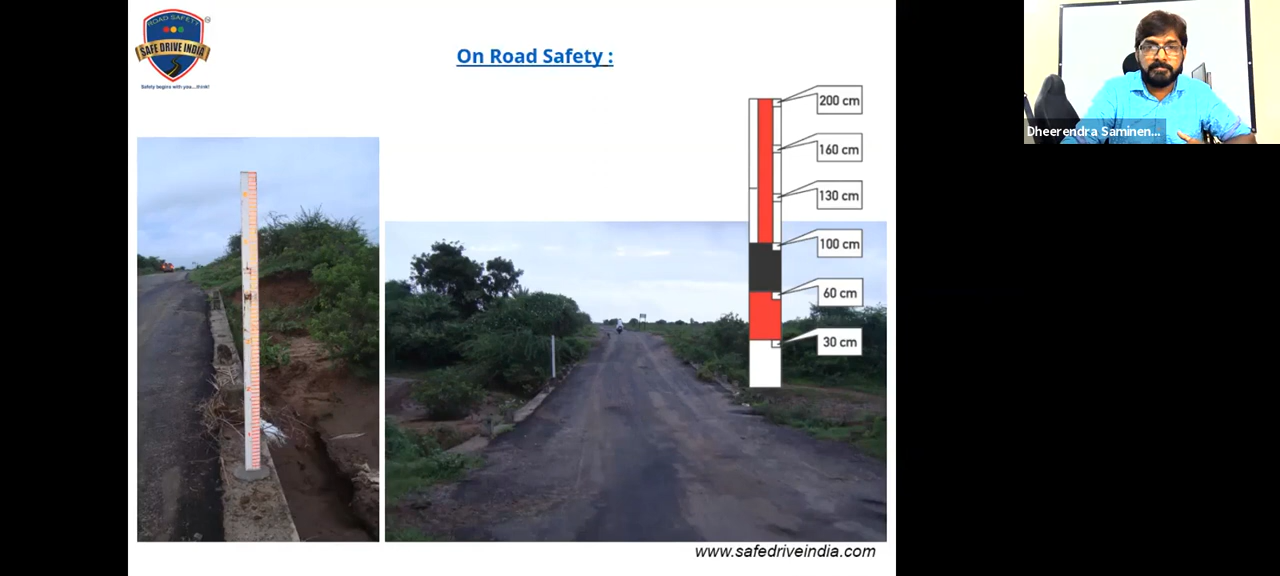 ROAD SAFETY
SAFE DRIVE INDIA
Safety begins with you...think!
On Road Safety :
200 cm
160 cm
130 cm
100 cm
60 cm
30 cm
www.safedriveindia.com
Dheerendra Saminen...